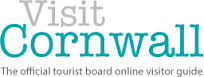 Visit
Cornwall
The official tourist board online visitor guide